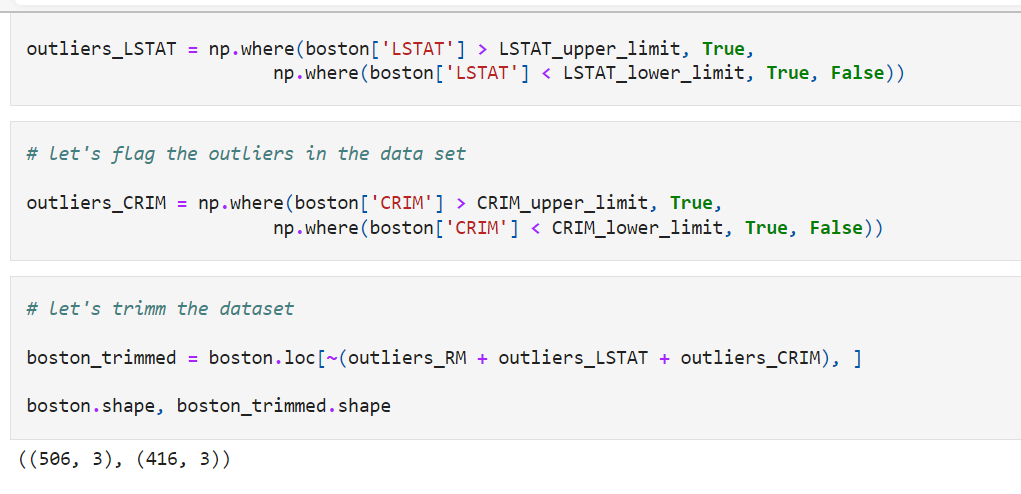 outliers_LSTAT = np.where(boston['LSTAT'] > LSTAT_upper_limit, True,
np.where(boston['LSTAT'] < LSTAT_lower_limit, True, False))
# let's flag the outliers in the data set
outliers_CRIM = np.where(boston['CRIM'] > CRIM_upper_limit, True,
np.where(boston['CRIM'] < CRIM_lower_limit, True, False))
# let's trimm the dataset
boston_trimmed = boston.loc[~(outliers_RM + outliers_LSTAT + outliers_CRIM), ]
boston.shape, boston_trimmed.shape
((506, 3), (416, 3))